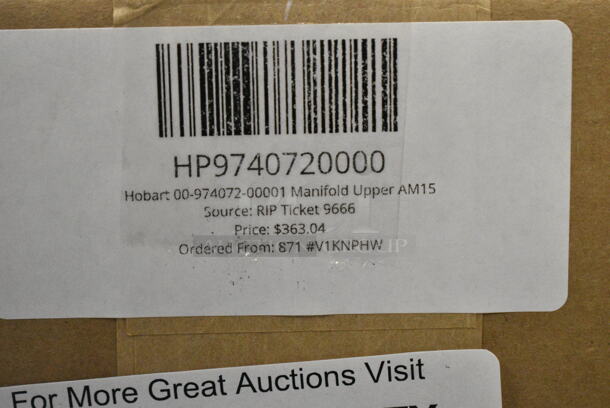 HP9740720000
Hobart 00-974072-00001 Manifold Upper AM15
Source: RIP Ticket 9666
Price: $363.04
Ordered From: 871 #V1KNPHW
For More Great Auctions Visit